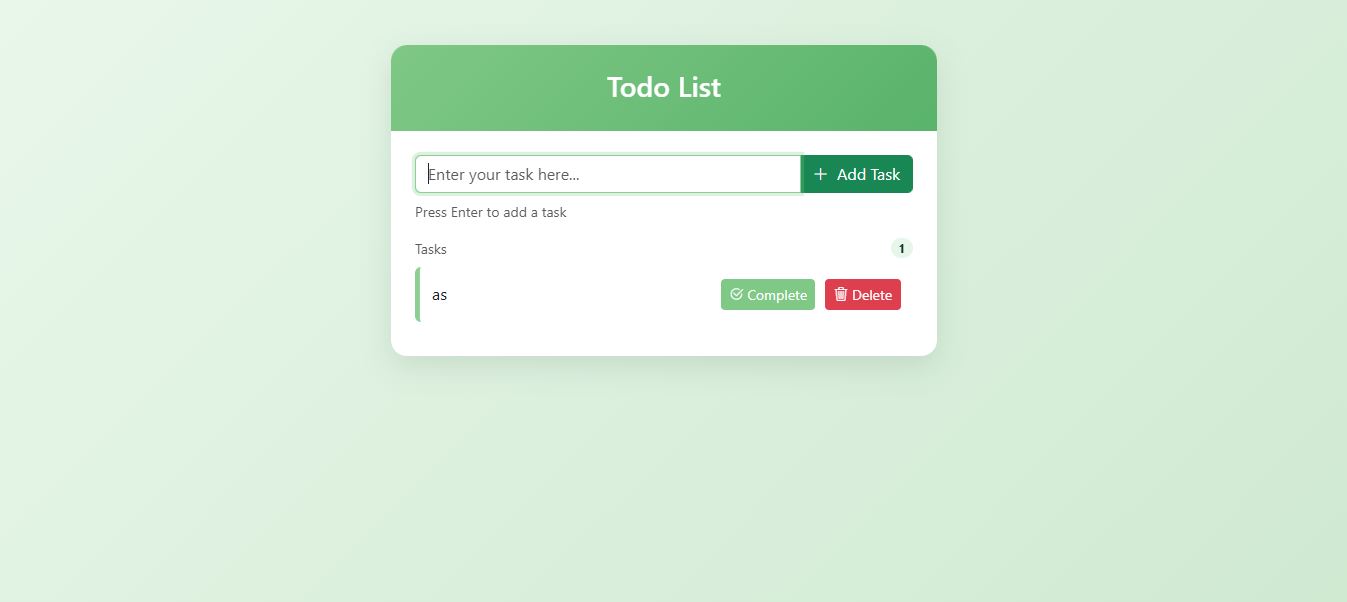 Todo List
Enter your task here...
Add Task
Press Enter to add a task
Tasks
1
as
Complete
Delete